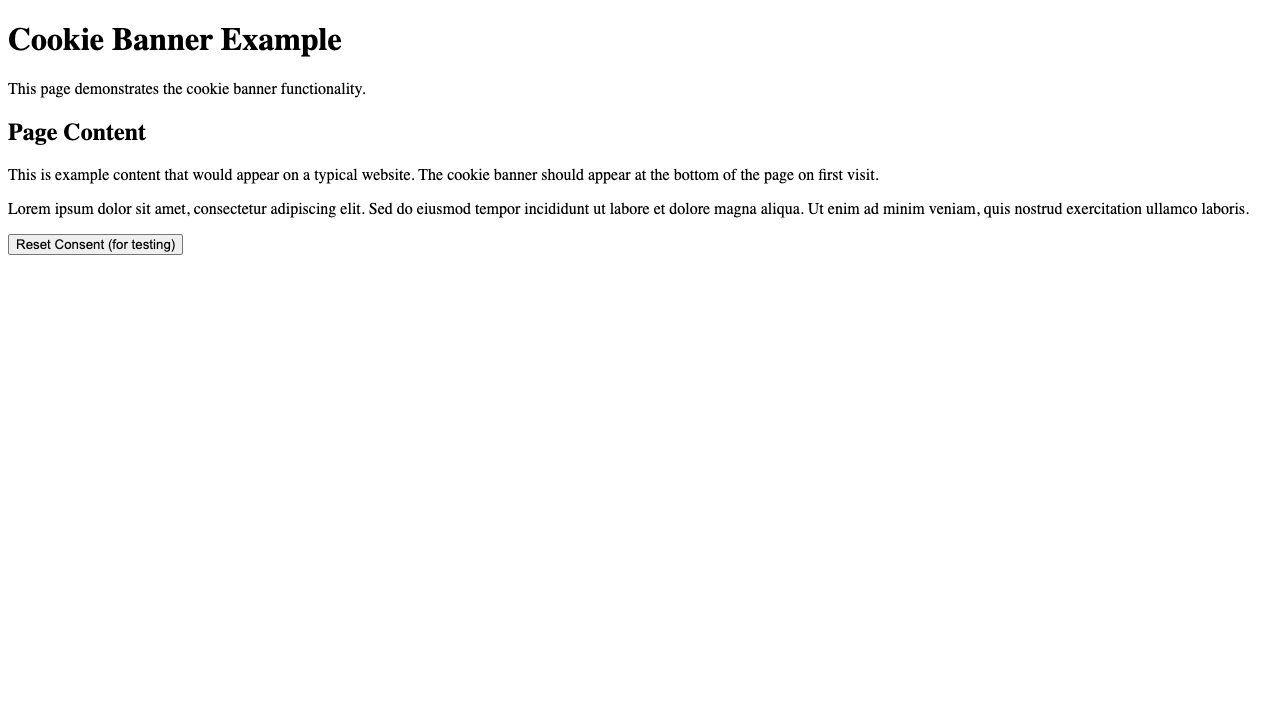 Cookie Banner Example
This page demonstrates the cookie banner functionality.
Page Content
This is example content that would appear on a typical website. The cookie banner should appear at the bottom of the page on first visit.
Lorem ipsum dolor sit amet, consectetur adipiscing elit. Sed do eiusmod tempor incididunt ut labore et dolore magna aliqua. Ut enim ad minim veniam, quis nostrud exercitation ullamco laboris.
Reset Consent (for testing)